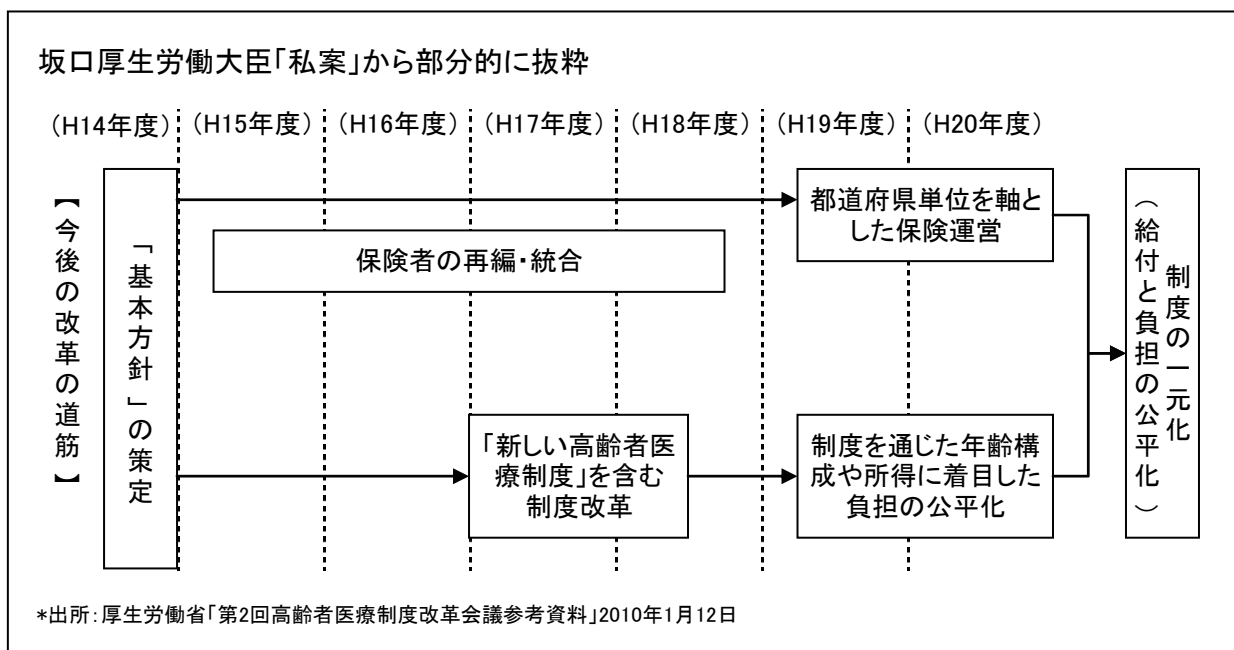 坂口厚生労働大臣「私案」から部分的に抜粋
(H14年度) (H15年度) (H16年度) (H17年度) (H18年度) (H19年度) (H20年度)
【今後の改革の道筋】
「基本方針」の策定
都道府県単位を軸と
した保険運営
保険者の再編・統合
「新しい高齢者医
療制度」を含む
制度改革
制度を通じた年齢構
成や所得に着目した
負担の公平化
制度の一元化
(給付と負担の公平化)
*出所:厚生労働省「第2回高齢者医療制度改革会議参考資料」2010年1月12日